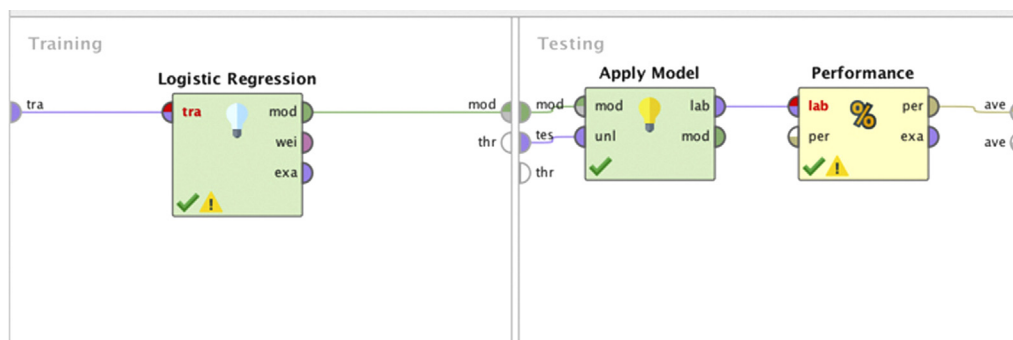 Training
Logistic Regression
tra
tra
mod
wei
exa
mod
thr
Testing
Apply Model
Performance
mod
tes
thr
mod
unl
lab
mod
lab
per
%
per
exa
ave
ave